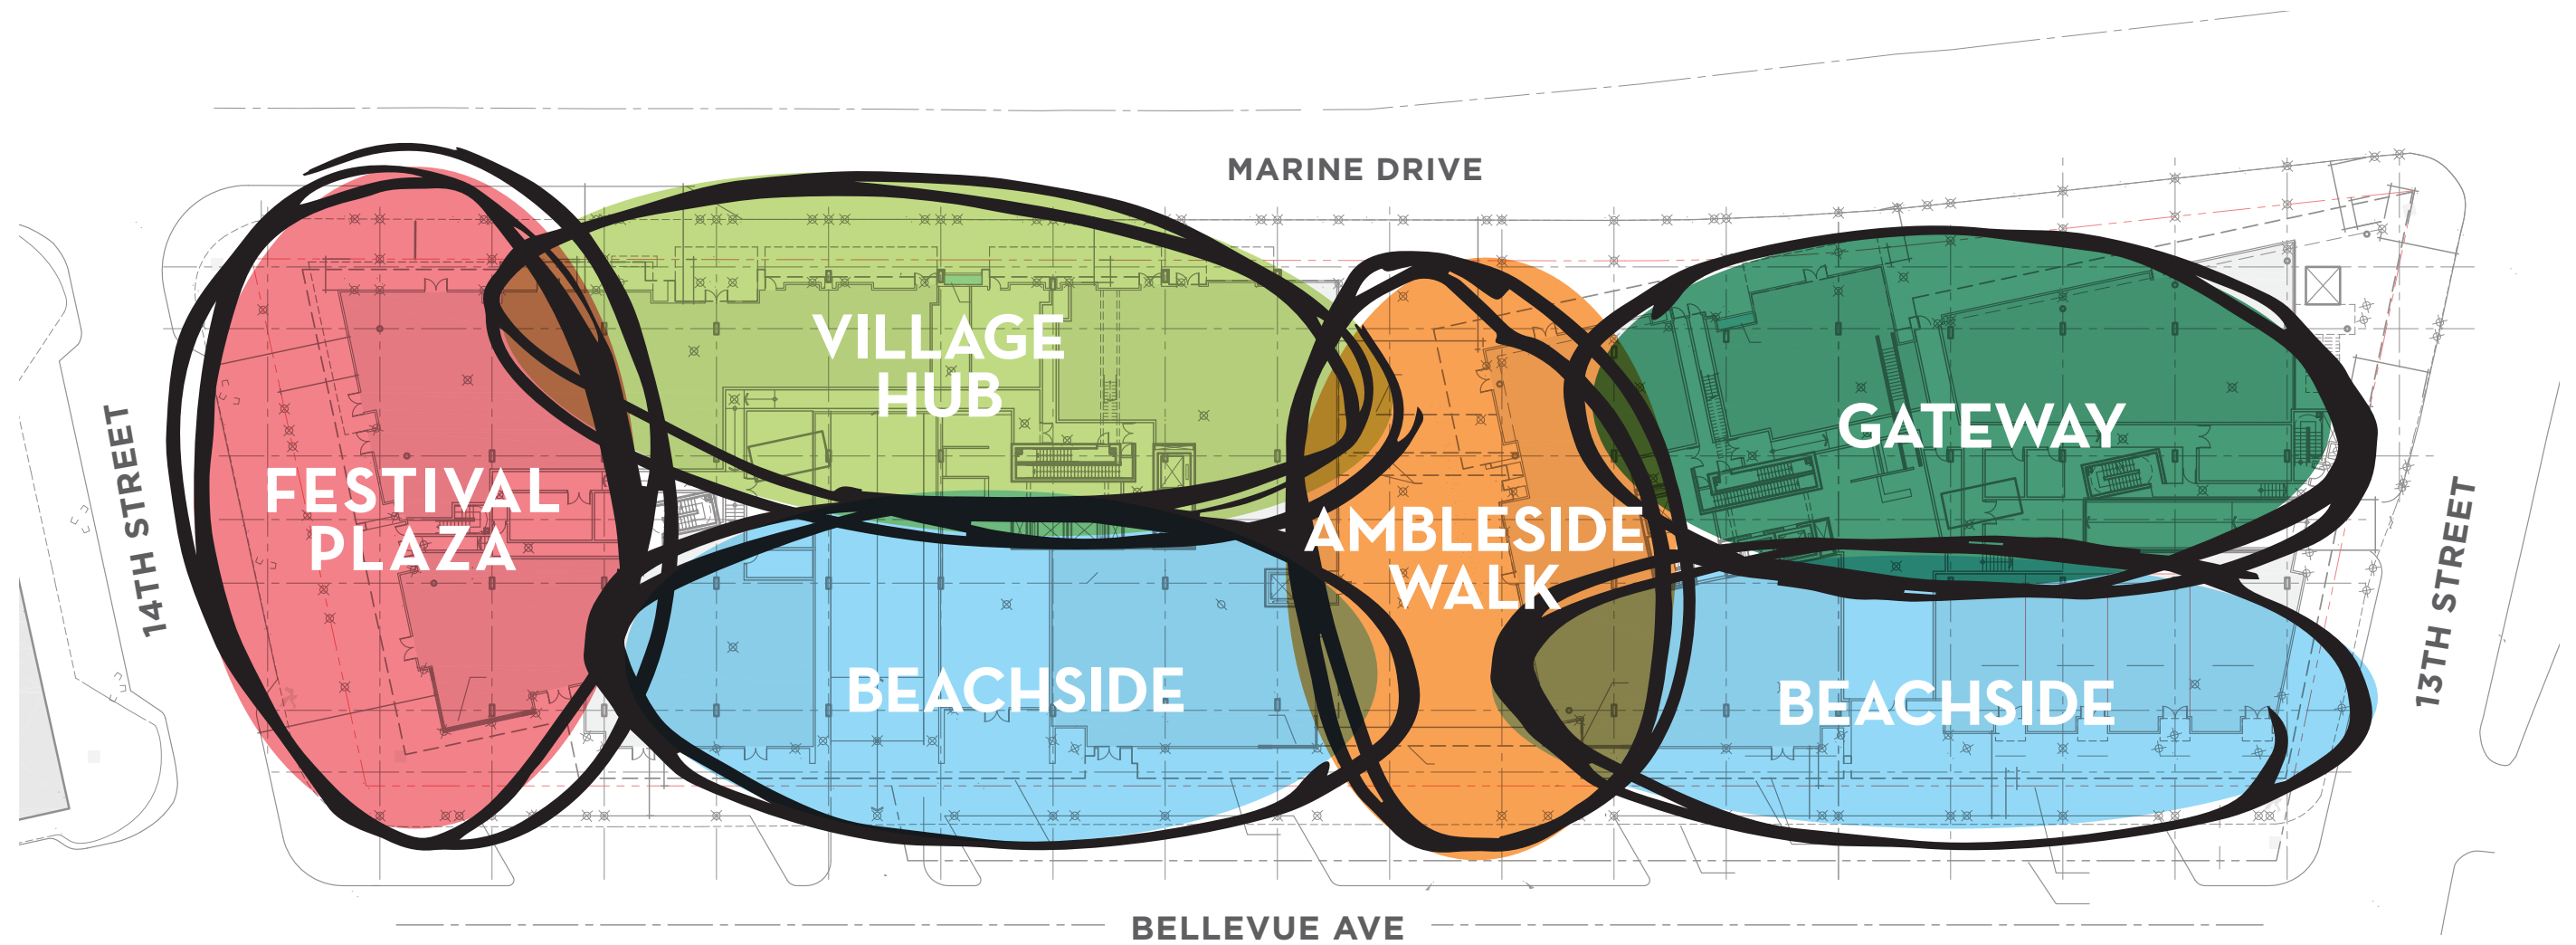 MARINE DRIVE
VILLAGE
HUB
GATEWAY
14TH STREET
FESTIVAL
PLAZA
AMBLESIDE
WALK
13TH STREET
BEACHSIDE
BEACHSIDE
BELLEVUE AVE